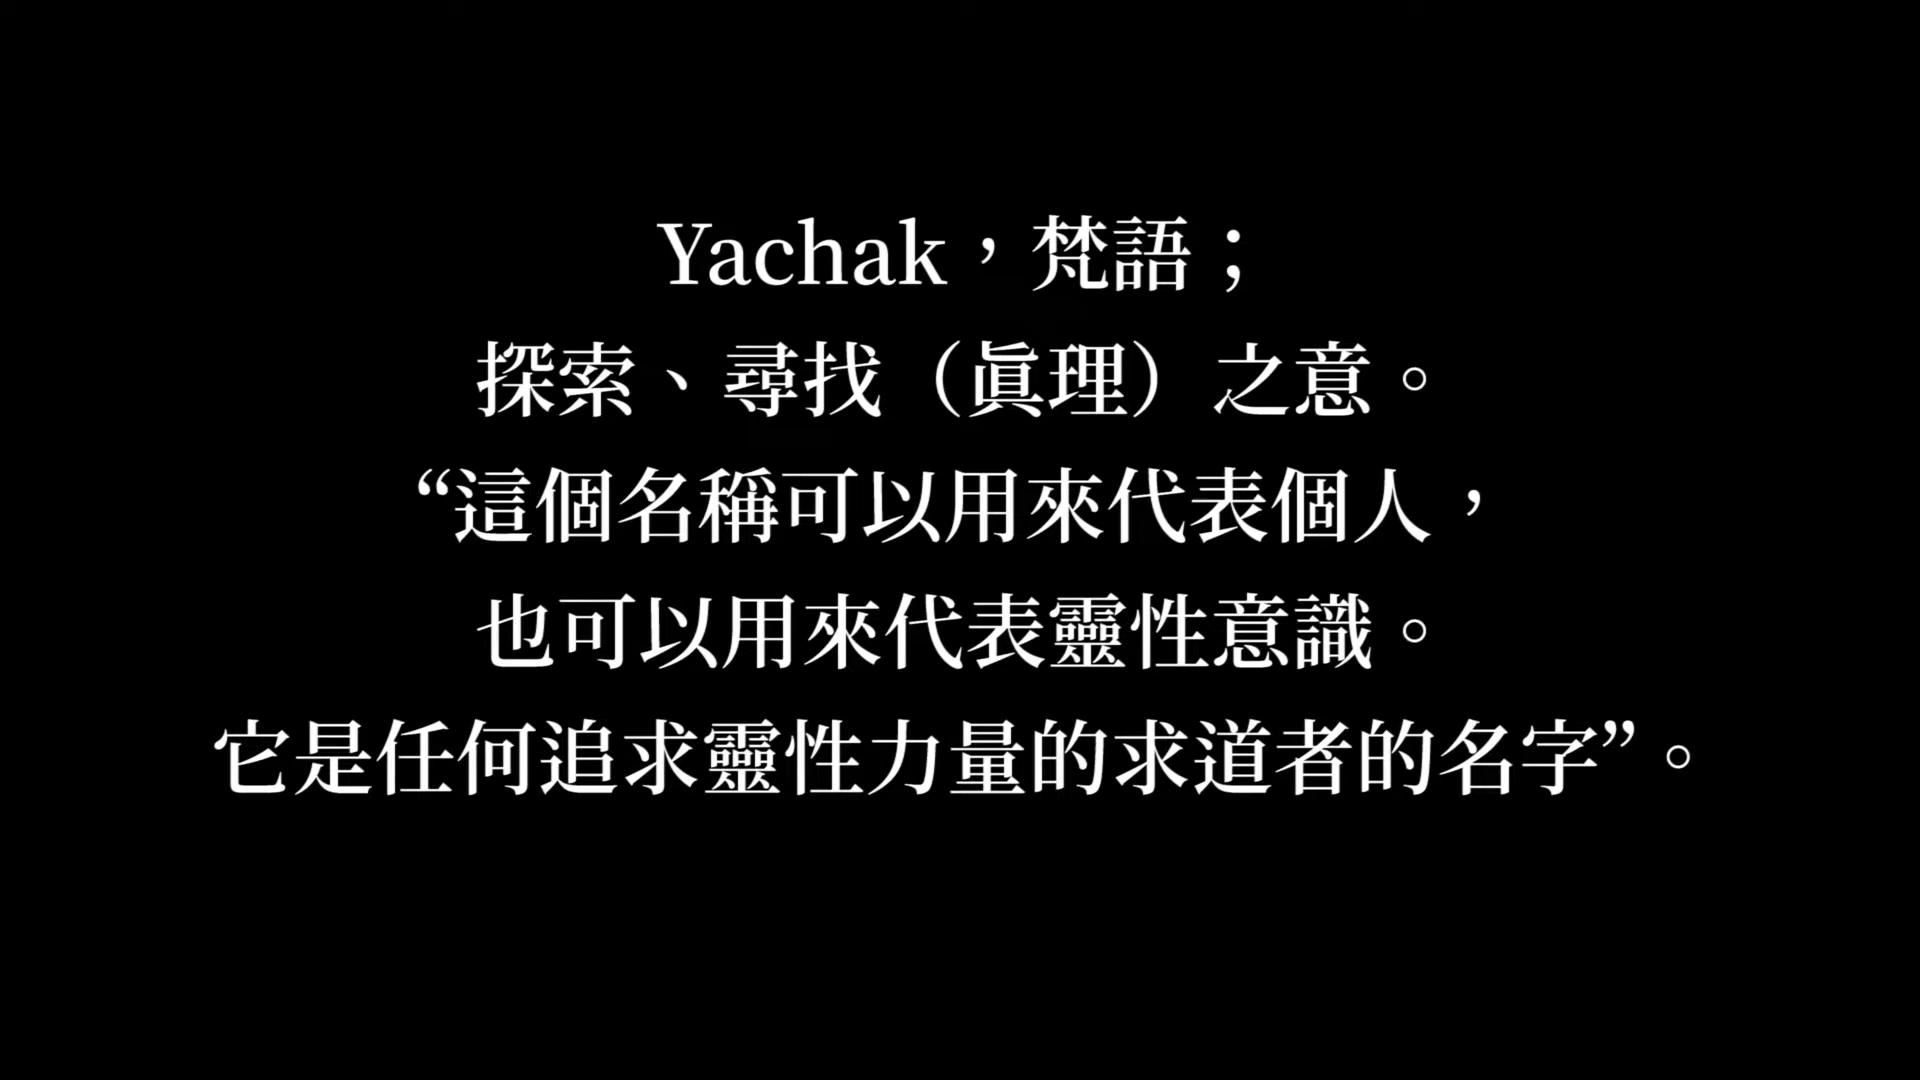 Yachak，梵語；
探索、尋找（眞理）之意。
“這個名稱可以用來代表個人，
也可以用來代表靈性意識。
它是任何追求靈性力量的求道者的名字”。